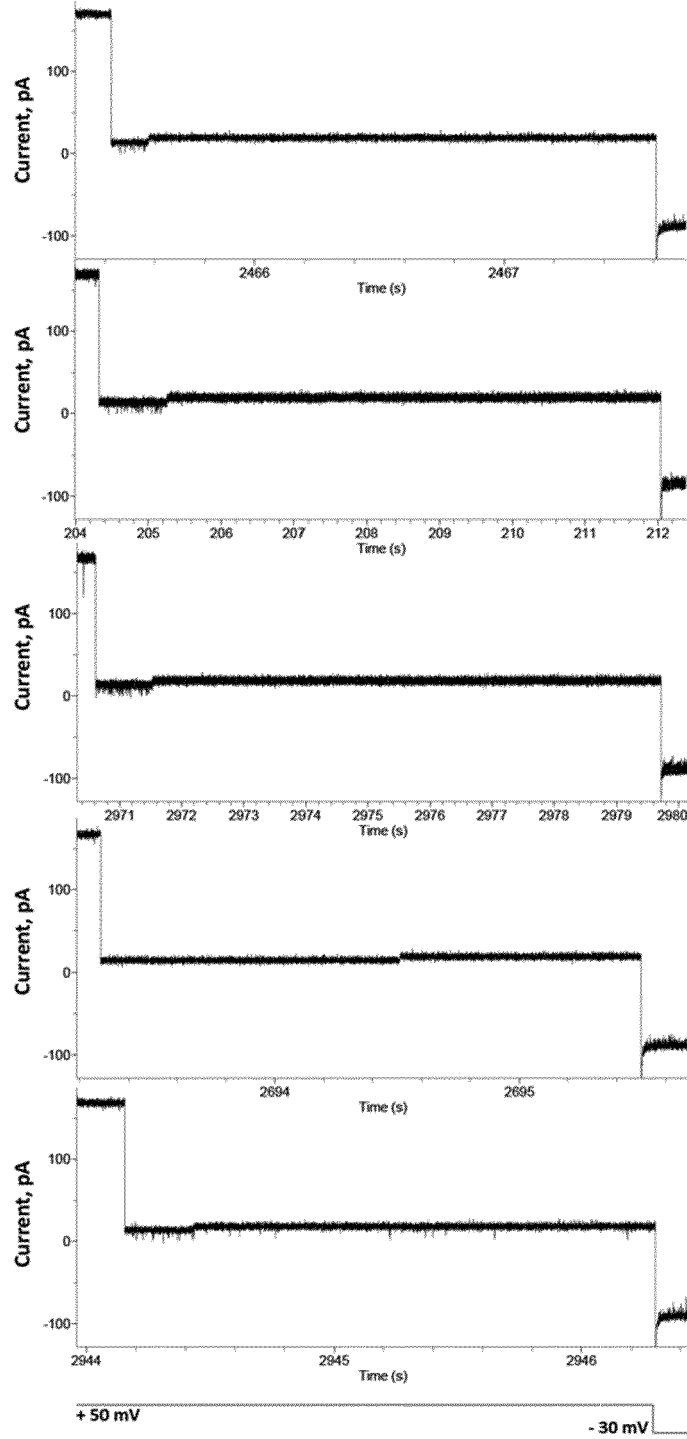 Current, pA
100
0
-100
2466 2467
Time (s)
Current, pA
100
0
-100
204 205 206 207 208 209 210 211 212
Time (s)
Current, pA
100
0
-100
2971 2972 2973 2974 2975 2976 2977 2978 2979 2980
Time (s)
Current, pA
100
0
-100
2694 2695
Time (s)
Current, pA
100
0
-100
2944 2945 2946
Time (s)
+ 50 mV
- 30 mV